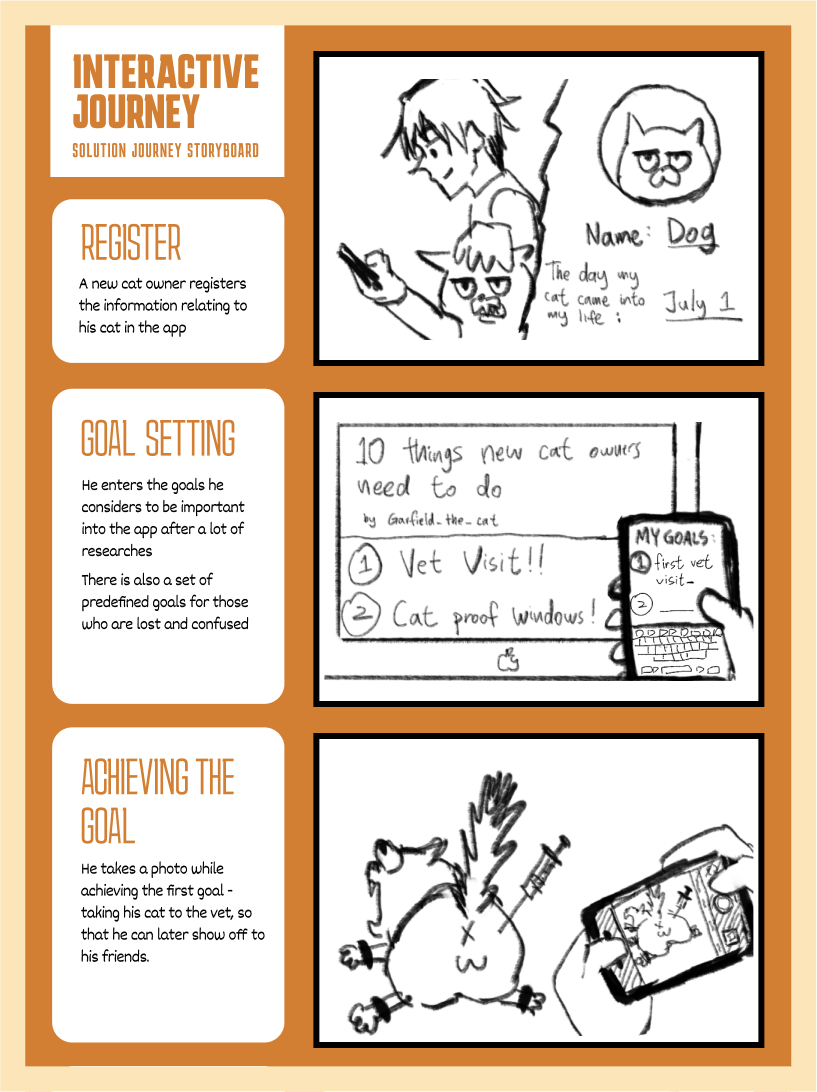 INTERACTIVE
JOURNEY
SOLUTION JOURNEY STORYBOARD
REGISTER
A new cat owner registers
the information relating to
his cat in the app
Name: Dog
The day my
cat came into
my life :
July 1
GOAL SETTING
He enters the goals he
considers to be important
into the app after a lot of
researches
There is also a set of
predefined goals for those
who are lost and confused
10 things new cat owners
need to do
by Garfield_the_cat
1 Vet Visit!!
2 Cat proof windows!
MY GOALS:
1 first vet
visit_
2
ACHIEVING THE
GOAL
He takes a photo while
achieving the first goal -
taking his cat to the vet, so
that he can later show off to
his friends.